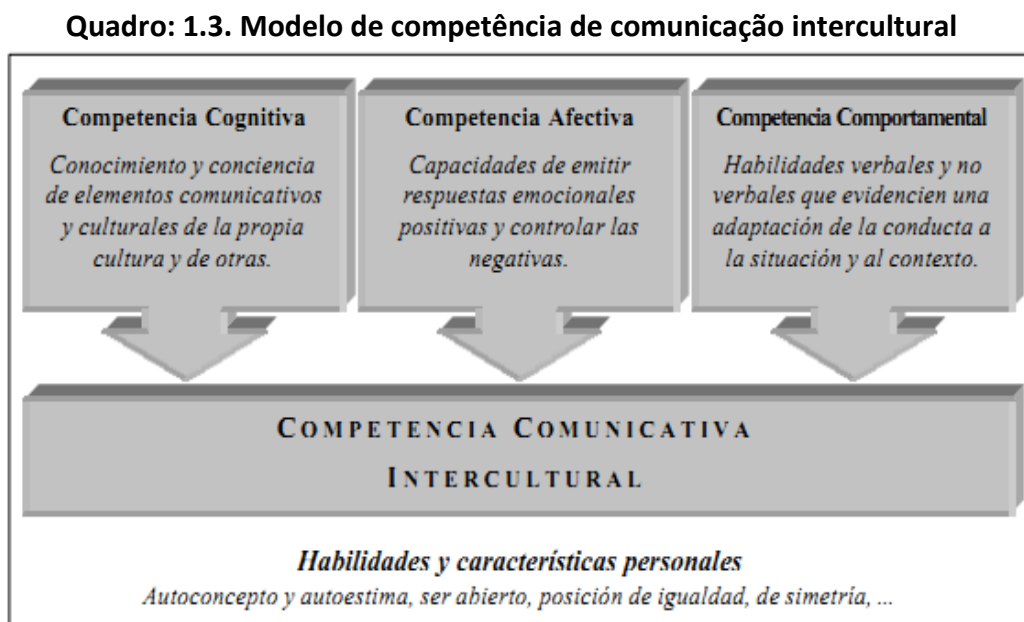 Quadro: 1.3. Modelo de competência de comunicação intercultural
Competencia Cognitiva
Conocimiento y conciencia
de elementos comunicativos
y culturales de la propia
cultura y de otras.
Competencia Afectiva
Capacidades de emitir
respuestas emocionales
positivas y controlar las
negativas.
Competencia Comportamental
Habilidades verbales y no
verbales que evidencien una
adaptación de la conducta a
la situación y al contexto.
COMPETENCIA COMUNICATIVA
INTERCULTURAL
Habilidades y características personales
Autoconcepto y autoestima, ser abierto, posición de igualdad, de simetría, ...